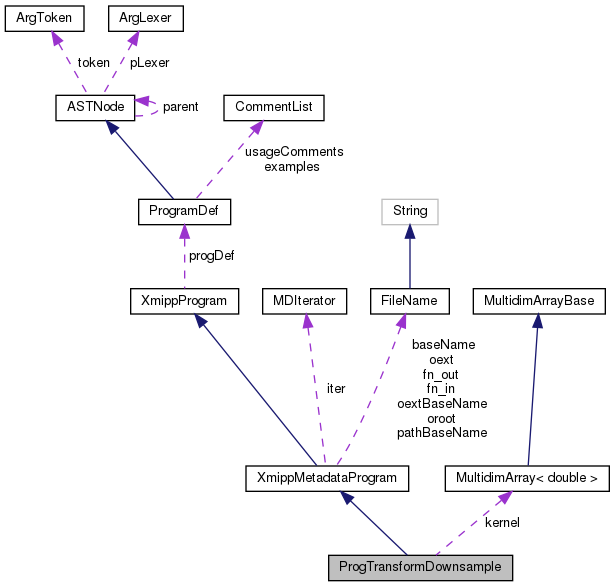 ArgToken
ArgLexer
token
pLexer
ASTNode
parent
CommentList
usageComments
examples
ProgramDef
String
progDef
XmippProgram
MDIterator
FileName
MultidimArrayBase
baseName
oext
fn_out
fn_in
oextBaseName
oroot
pathBaseName
iter
XmippMetadataProgram
MultidimArray< double >
kernel
ProgTransformDownsample